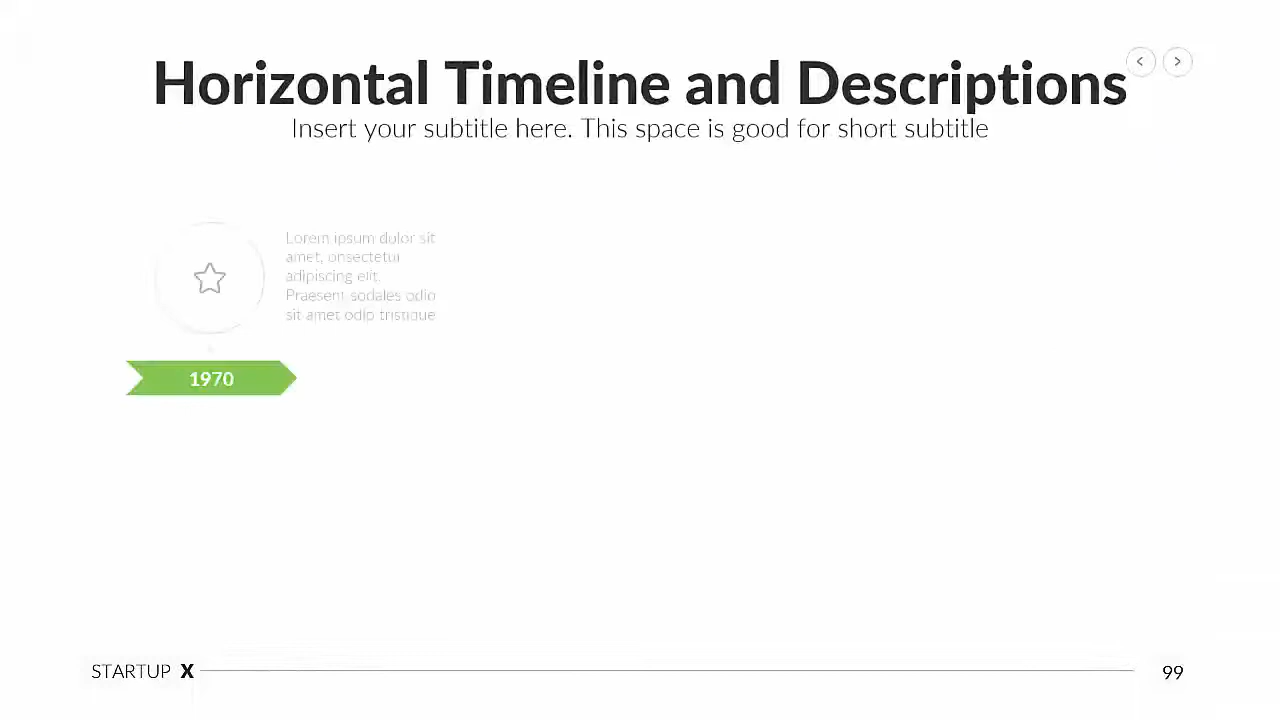 Horizontal Timeline and Descriptions
Insert your subtitle here. This space is good for short subtitle
Lorem ipsum dolor sit
amet, onsectetur
adipiscing elit.
Praesent sodales odio
sit amet odio tristique
1970
STARTUP X
99